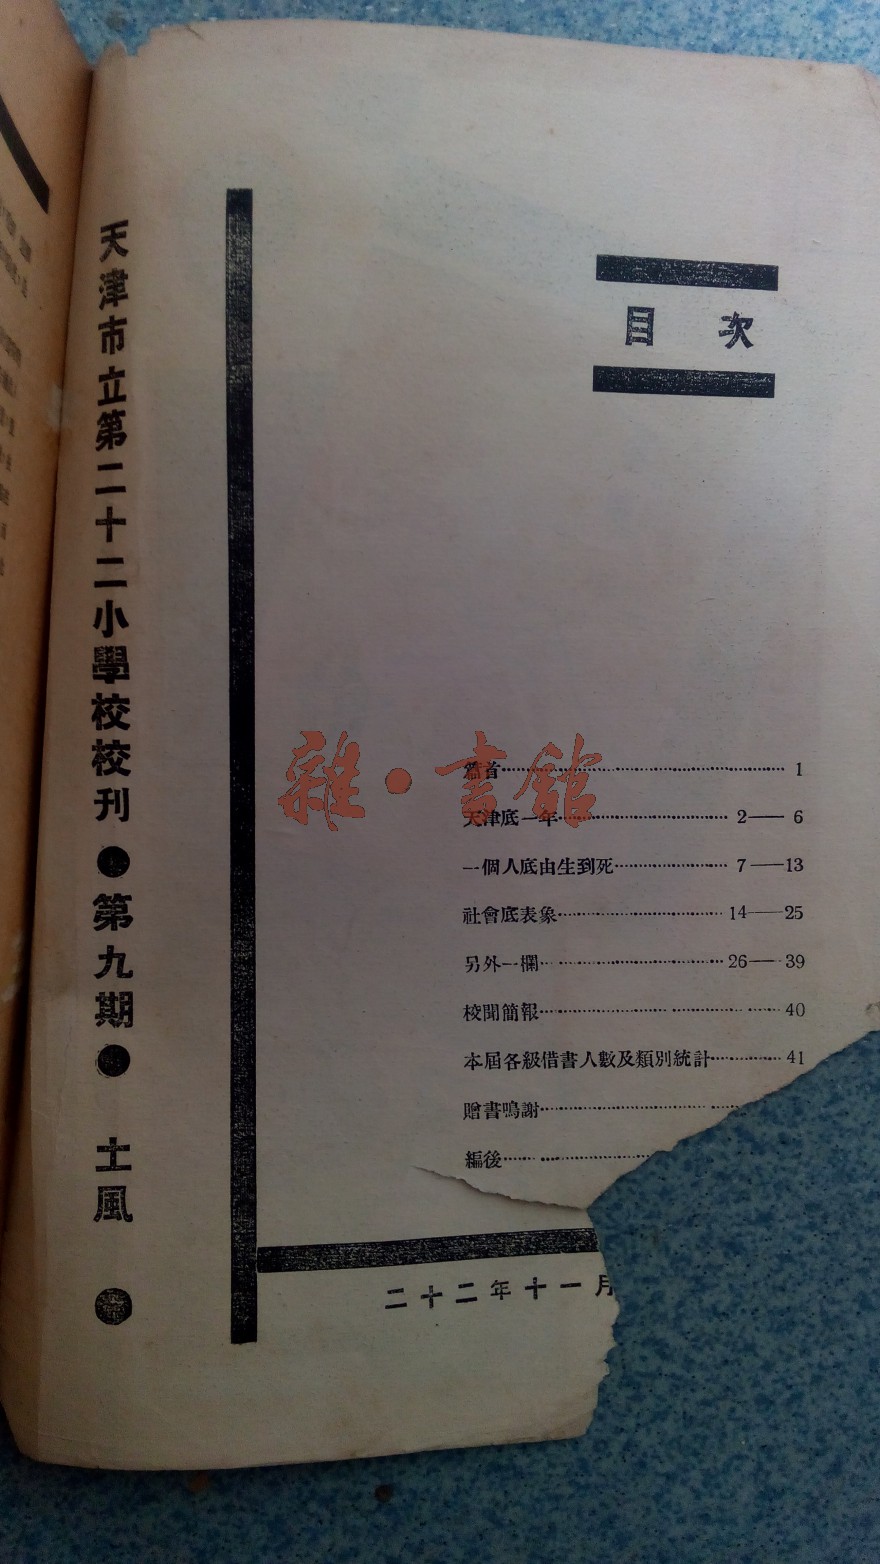 目次
篇首 1
天津底一年 2——6
一個人底由生到死 7——13
社會底表象 14——25
另外一欄 26——39
校聞簡報 40
本屆各級借書人數及類別統計 41
贈書鳴謝
編後
二十二年十一月
天津市立第二十二小學校校刊●第九期● 土風 ●
雜·書館